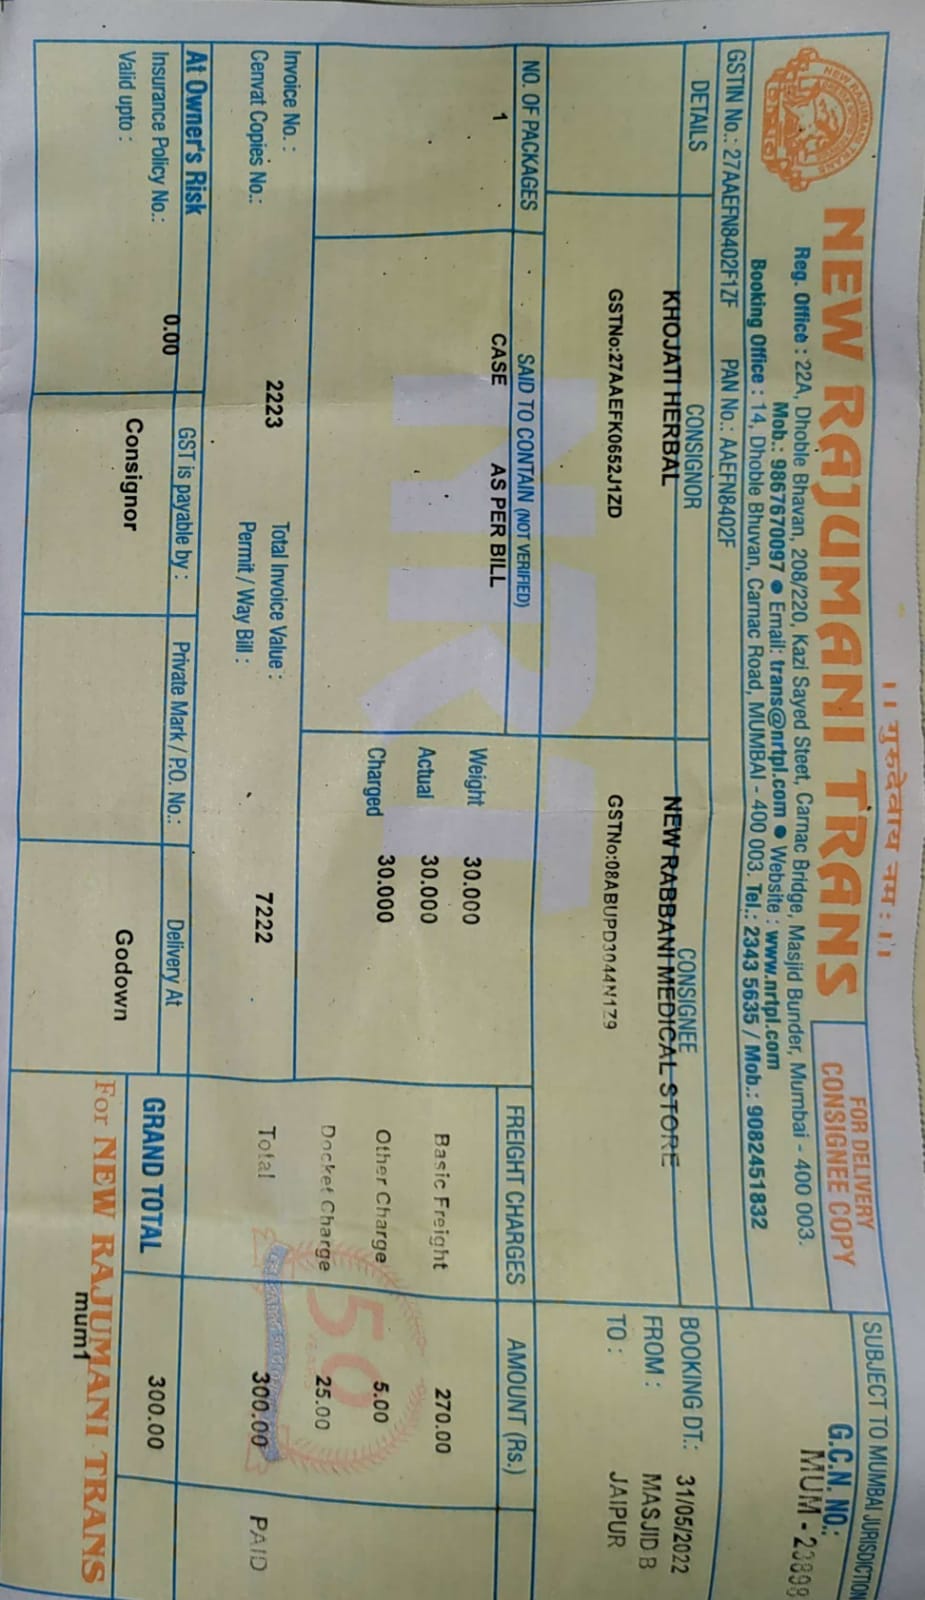 ।। गुरुदेवाय नमः ।।
SUBJECT TO MUMBAI JURISDICTION
NEW RAJUMANI TRANS
FOR DELIVERY
CONSIGNEE COPY
G.C.N. NO.:
MUM - 23898
Reg. Office : 22A, Dhoble Bhavan, 208/220, Kazi Sayed Steet, Carnac Bridge, Masjid Bunder, Mumbai - 400 003.
Mob.: 9867670097 ● Email: trans@nrtpl.com ● Website : www.nrtpl.com
Booking Office : 14, Dhoble Bhuvan, Carnac Road, MUMBAI - 400 003. Tel.: 2343 5635 / Mob.: 9082451832
GSTIN No.: 27AAEFN8402F1ZF PAN No.: AAEFN8402F
DETAILS
CONSIGNOR
CONSIGNEE
KHOJATI HERBAL
NEW RABBANI MEDICAL STORE
GSTNo:27AAEFK0652J1ZD
GSTNo:08ABUPD3044N1Z9
BOOKING DT.: 31/05/2022
FROM : MASJID B
TO : JAIPUR
NO. OF PACKAGES
SAID TO CONTAIN (NOT VERIFIED)
FREIGHT CHARGES
AMOUNT (Rs.)
1
CASE AS PER BILL
Weight 30.000
Actual 30.000
Charged 30.000
Basic Freight 270.00
Other Charge 5.00
Docket Charge 25.00
Total 300.00 PAID
NRT
50
YEARS
Invoice No. : 2223 Total Invoice Value :
Cenvat Copies No.: Permit / Way Bill : 7222
At Owner's Risk
Insurance Policy No.: 0.00
Valid upto :
GST is payable by :
Consignor
Private Mark / P.O. No.:
Delivery At
Godown
GRAND TOTAL 300.00
For NEW RAJUMANI TRANS
mum1